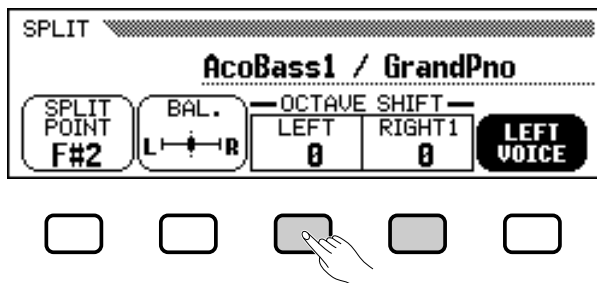 SPLIT
AcoBass1 / GrandPno
SPLIT POINT F#2
BAL. L R
OCTAVE SHIFT
LEFT 0
RIGHT1 0
LEFT VOICE